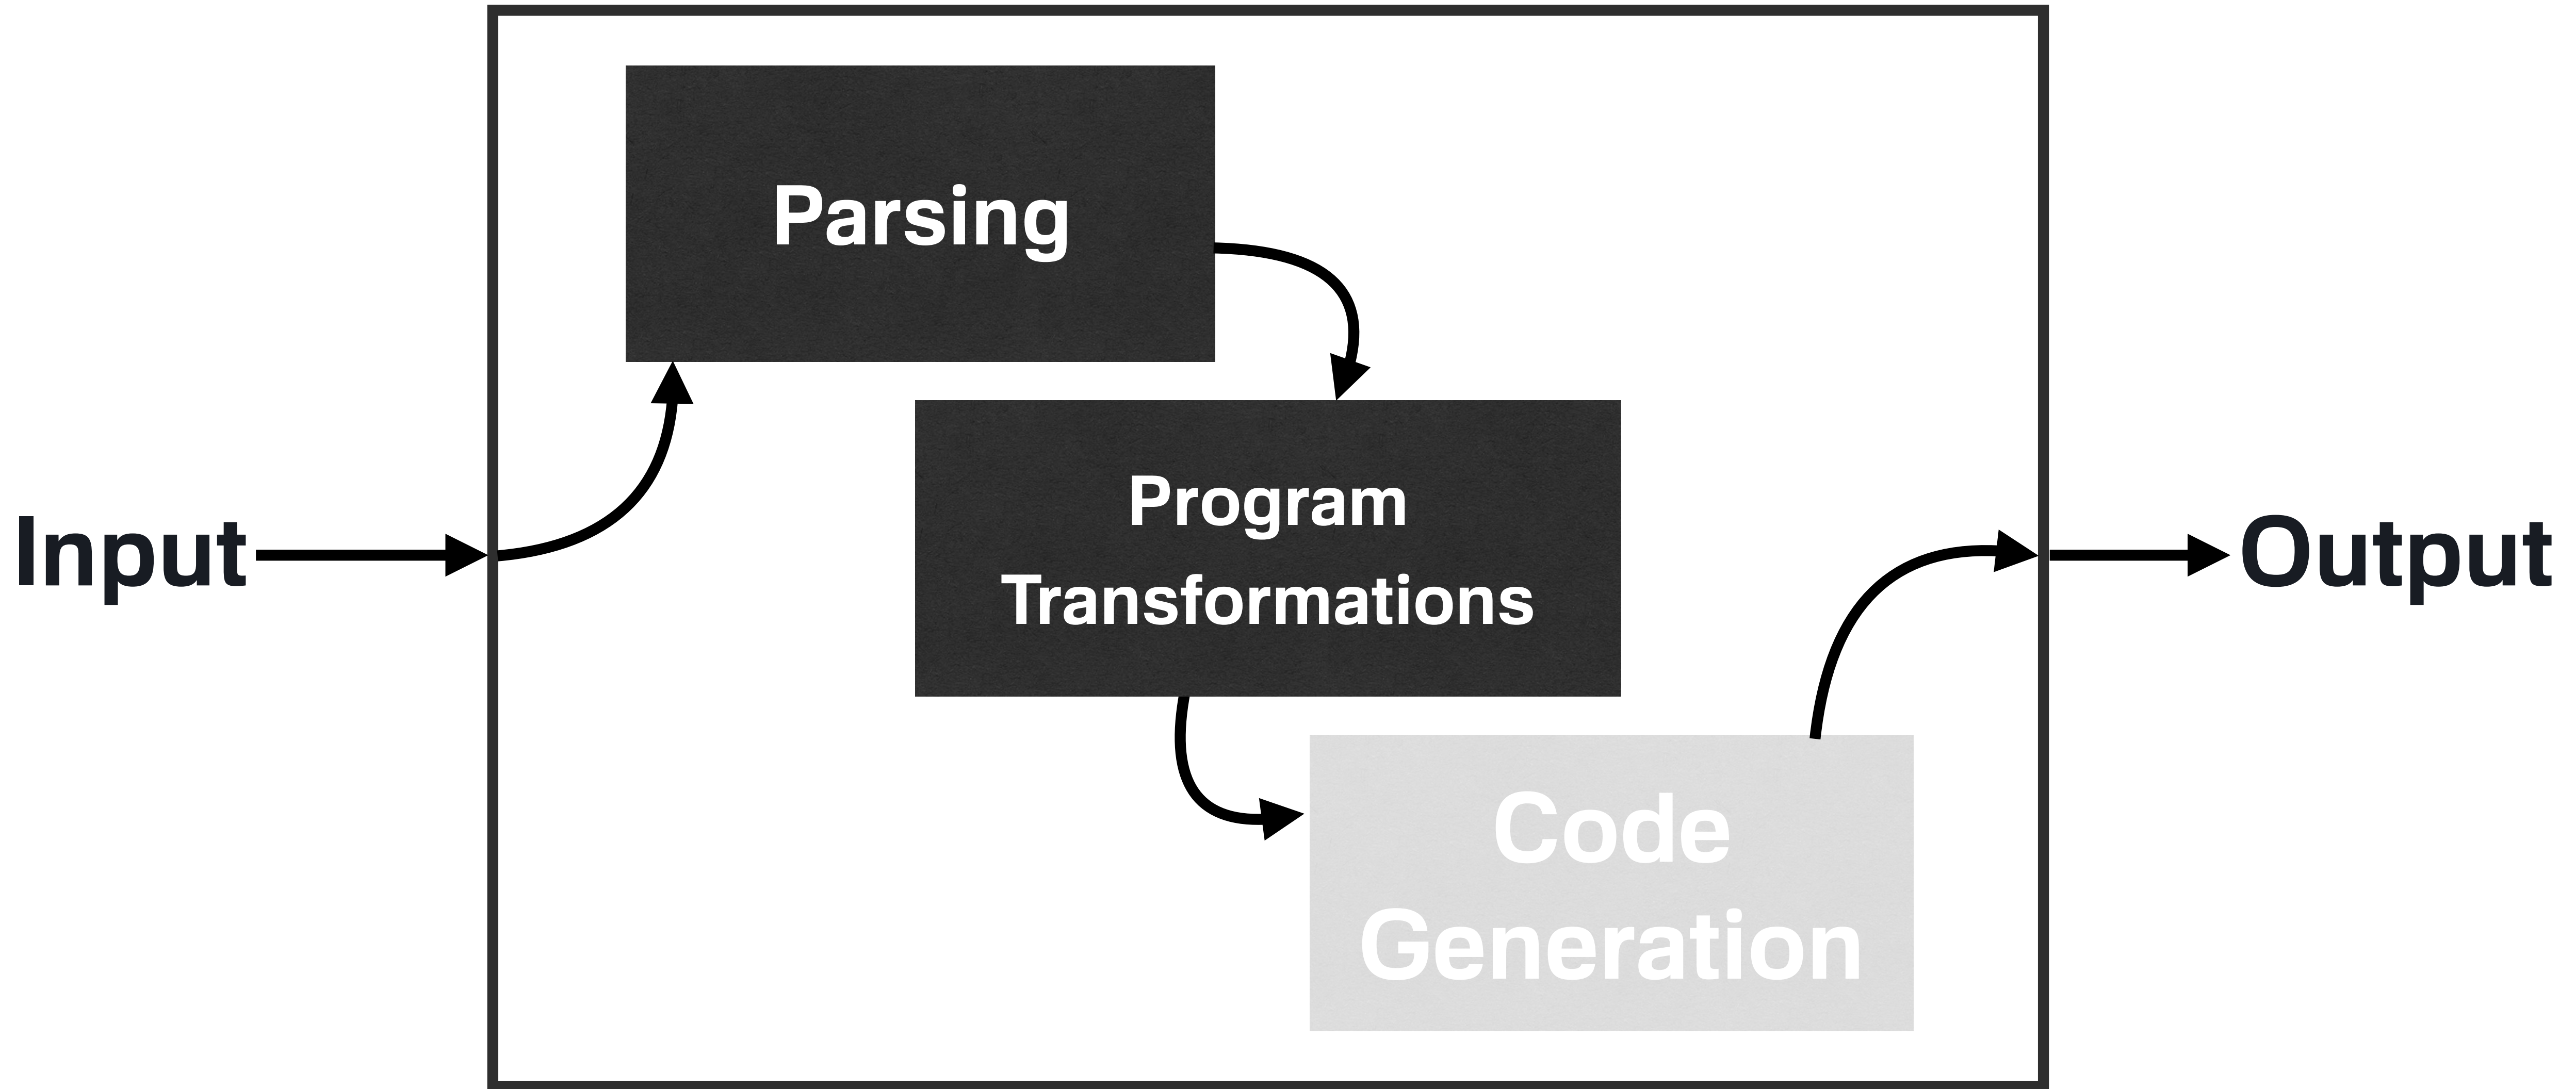 Parsing
Program
Transformations
Input
Output
Code
Generation